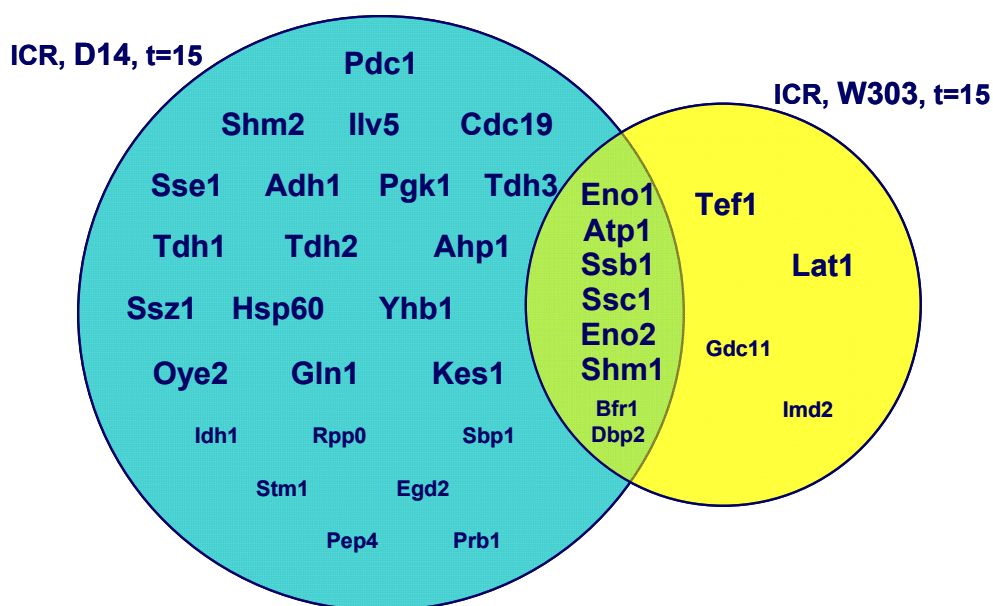 ICR, D14, t=15
ICR, W303, t=15
Pdc1
Shm2 Ilv5 Cdc19
Sse1 Adh1 Pgk1 Tdh3
Tdh1 Tdh2 Ahp1
Ssz1 Hsp60 Yhb1
Oye2 Gln1 Kes1
Idh1 Rpp0 Sbp1
Stm1 Egd2
Pep4 Prb1
Eno1
Atp1
Ssb1
Ssc1
Eno2
Shm1
Bfr1
Dbp2
Tef1
Lat1
Gdc11
Imd2